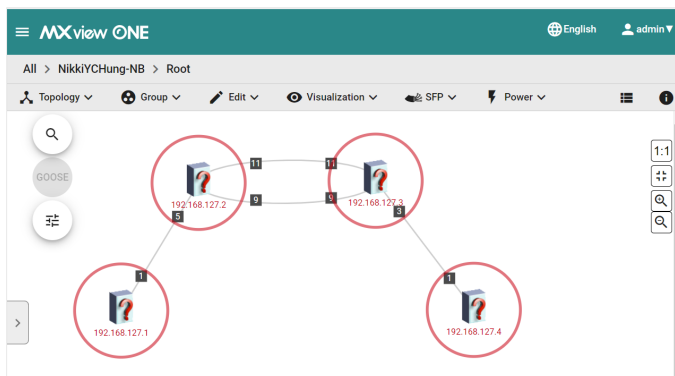 MXview ONE
English
admin
All > NikkiYCHung-NB > Root
Topology
Group
Edit
Visualization
SFP
Power
GOOSE
1:1
11
11
192.168.127.2
9
9
192.168.127.3
5
3
1
1
192.168.127.1
192.168.127.4